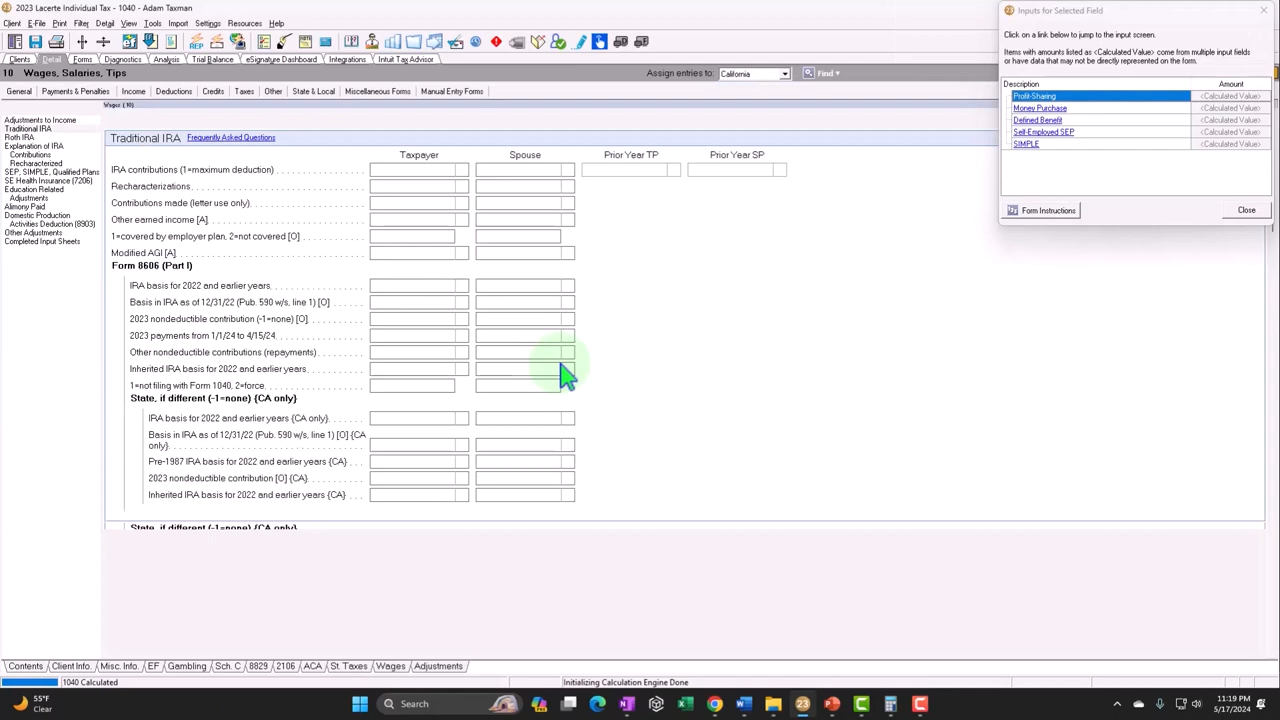 2023 Lacerte Individual Tax - 1040 - Adam Taxman
Client E-File Print Filter Detail View Tools Import Settings Resources Window Help
Clients Detail Forms Diagnostics Analysis Trial Balance eSignature Dashboard Integrations Intuit Tax Advisor
10 Wages, Salaries, Tips Assign entries to: California Find
General Payments & Penalties Income Deductions Credits Taxes Other State & Local Miscellaneous Forms Manual Entry Forms
Wages (10)
Adjustments to Income
Traditional IRA
Roth IRA
Explanation of IRA
Contributions
Recharacterized
SEP, SIMPLE, Qualified Plans
SE Health Insurance (7206)
Education Related
Adjustments
Alimony Paid
Domestic Production
Activities Deduction (8903)
Other Adjustments
Completed Input Sheets
Traditional IRA Frequently Asked Questions
Taxpayer Spouse Prior Year TP Prior Year SP
IRA contributions (1=maximum deduction)
Recharacterizations
Contributions made (letter use only)
Other earned income [A]
1=covered by employer plan, 2=not covered [O]
Modified AGI [A]
Form 8606 (Part I)
IRA basis for 2022 and earlier years
Basis in IRA as of 12/31/22 (Pub. 590 w/s, line 1) [O]
2023 nondeductible contribution (-1=none) [O]
2023 payments from 1/1/24 to 4/15/24
Other nondeductible contributions (repayments)
Inherited IRA basis for 2022 and earlier years
1=not filing with Form 1040, 2=force
State, if different (-1=none) {CA only}
IRA basis for 2022 and earlier years {CA only}
Basis in IRA as of 12/31/22 (Pub. 590 w/s, line 1) [O] {CA
only}
Pre-1987 IRA basis for 2022 and earlier years {CA}
2023 nondeductible contribution [O] {CA}
Inherited IRA basis for 2022 and earlier years {CA}
State, if different (-1=none) {CA only}
Inputs for Selected Field
Click on a link below to jump to the input screen.
Items with amounts listed as <Calculated Value> come from multiple input fields
or have data that may not be directly represented on the form.
Description Amount
Profit-Sharing <Calculated Value>
Money Purchase <Calculated Value>
Defined Benefit <Calculated Value>
Self-Employed SEP <Calculated Value>
SIMPLE <Calculated Value>
Form Instructions Close
Contents Client Info. Misc. Info. EF Gambling Sch. C 8829 2106 ACA St. Taxes Wages Adjustments
1040 Calculated Initializing Calculation Engine Done
55°F
Clear
Search
23
11:19 PM
5/17/2024